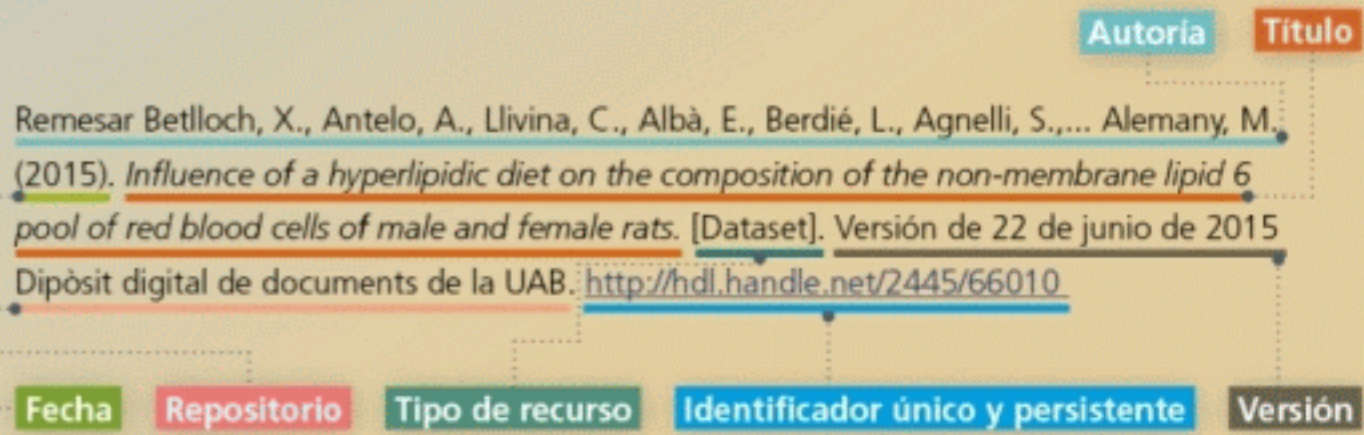 Autoría Título
Remesar Betlloch, X., Antelo, A., Llivina, C., Albà, E., Berdié, L., Agnelli, S.,... Alemany, M.
(2015). Influence of a hyperlipidic diet on the composition of the non-membrane lipid 6
pool of red blood cells of male and female rats. [Dataset]. Versión de 22 de junio de 2015
Dipòsit digital de documents de la UAB. http://hdl.handle.net/2445/66010
Fecha Repositorio Tipo de recurso Identificador único y persistente Versión